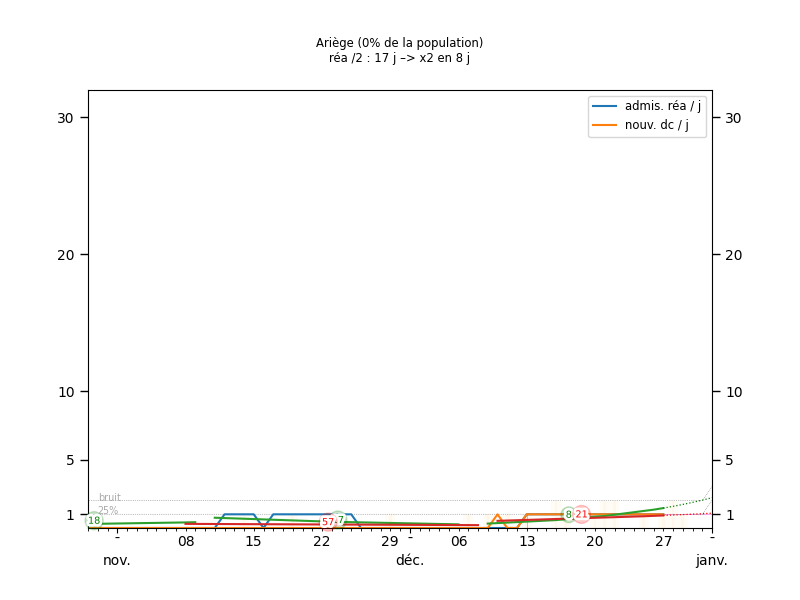 Ariège (0% de la population)
réa /2 : 17 j –> x2 en 8 j
admis. réa / j
nouv. dc / j
30 30
20 20
10 10
5 5
bruit
25%
1 1
18 57 7 8 21
- 08 15 22 29 - 06 13 20 27 -
nov. déc. janv.